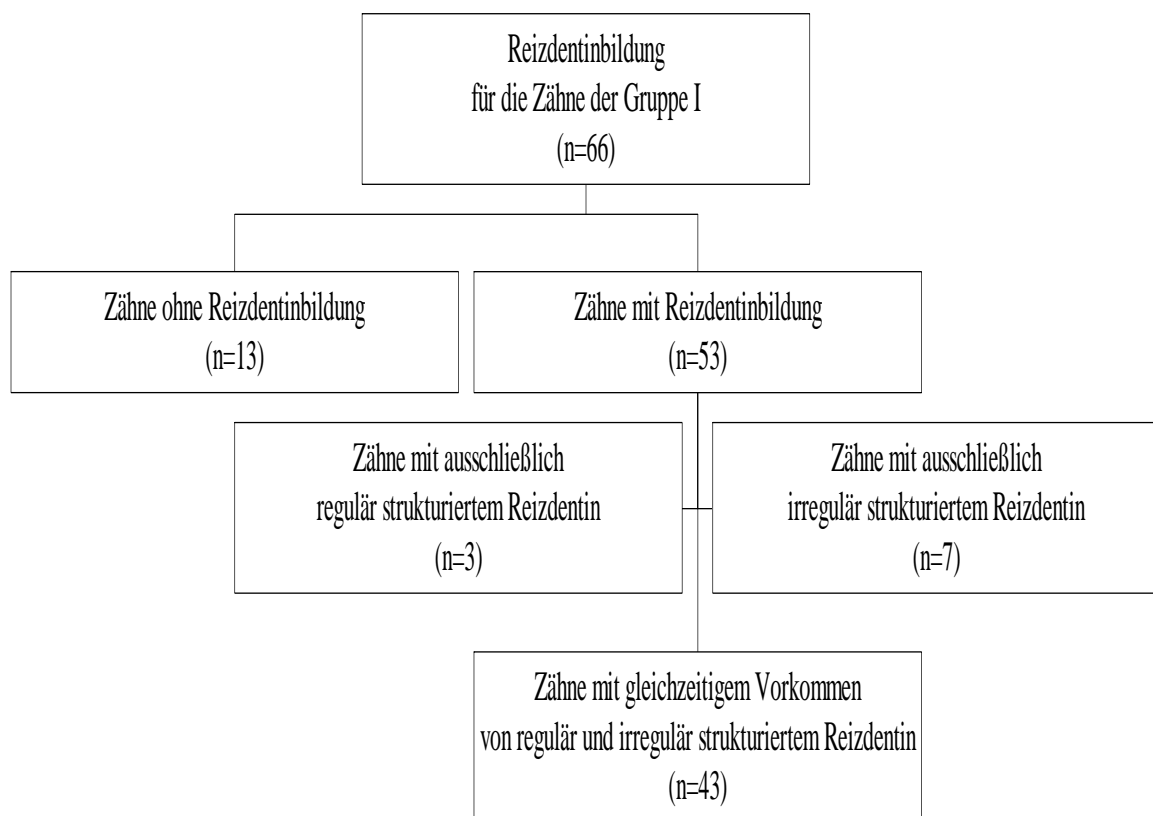 Reizdentinbildung
für die Zähne der Gruppe I
(n=66)
Zähne ohne Reizdentinbildung
(n=13)
Zähne mit Reizdentinbildung
(n=53)
Zähne mit ausschließlich
regulär strukturiertem Reizdentin
(n=3)
Zähne mit ausschließlich
irregulär strukturiertem Reizdentin
(n=7)
Zähne mit gleichzeitigem Vorkommen
von regulär und irregulär strukturiertem Reizdentin
(n=43)